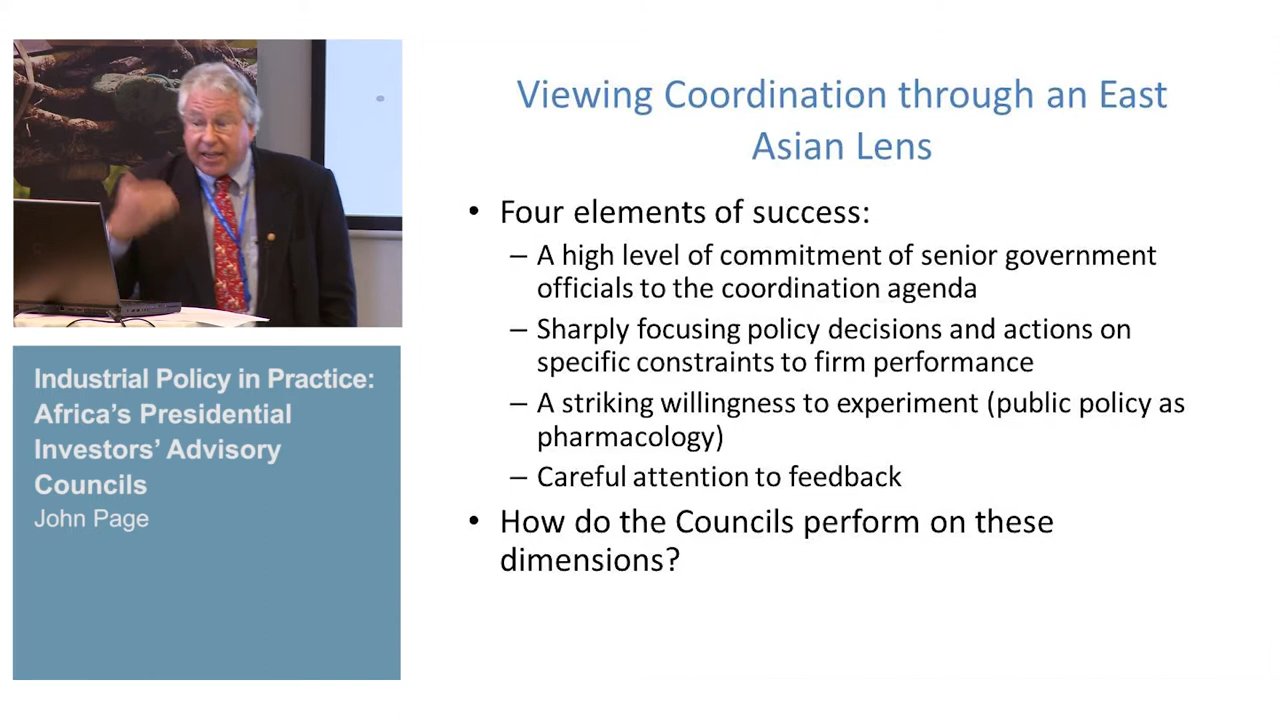 Viewing Coordination through an East
Asian Lens
• Four elements of success:
– A high level of commitment of senior government
officials to the coordination agenda
– Sharply focusing policy decisions and actions on
specific constraints to firm performance
– A striking willingness to experiment (public policy as
pharmacology)
– Careful attention to feedback
• How do the Councils perform on these
dimensions?
Industrial Policy in Practice:
Africa's Presidential
Investors' Advisory
Councils
John Page